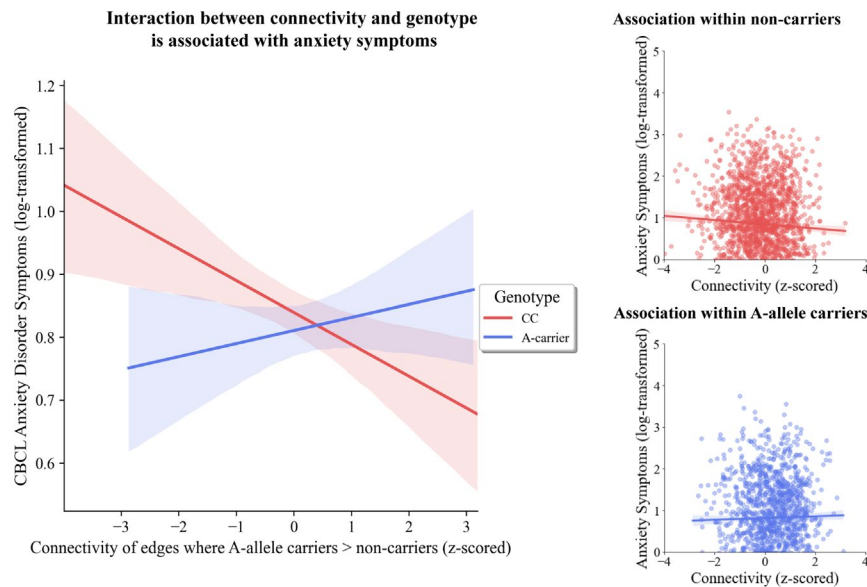 Interaction between connectivity and genotype
is associated with anxiety symptoms
CBCL Anxiety Disorder Symptoms (log-transformed)
1.2
1.1
1.0
0.9
0.8
0.7
0.6
−3
−2
−1
0
1
2
3
Connectivity of edges where A-allele carriers > non-carriers (z-scored)
Genotype
CC
A-carrier
Association within non-carriers
Anxiety Symptoms (log-transformed)
5
4
3
2
1
0
−4
−2
0
2
4
Connectivity (z-scored)
Association within A-allele carriers
Anxiety Symptoms (log-transformed)
5
4
3
2
1
0
−4
−2
0
2
4
Connectivity (z-scored)